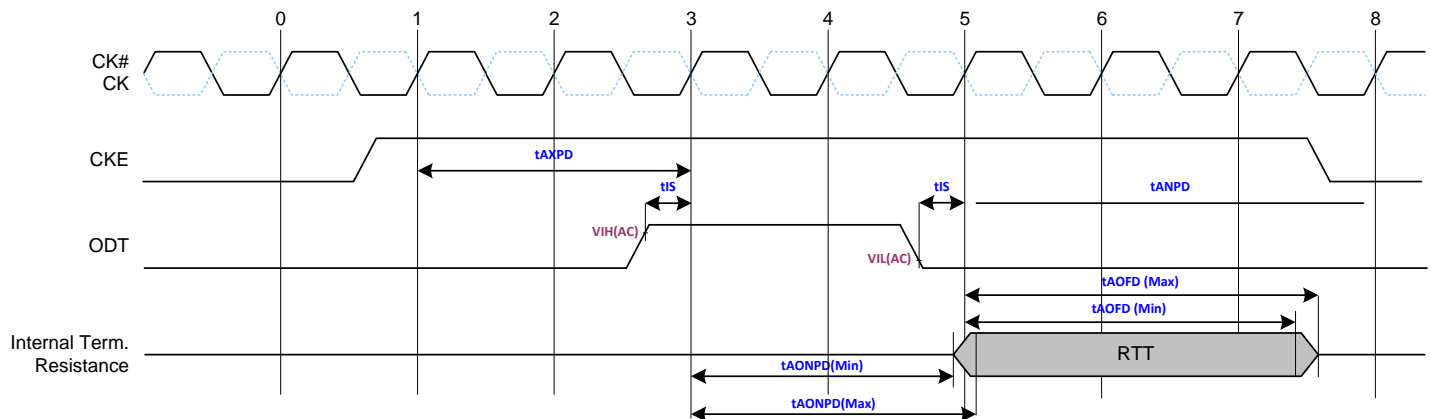 0 1 2 3 4 5 6 7 8
CK#
CK
CKE
tAXPD
tIS
tIS
tANPD
VIH(AC)
ODT
VIL(AC)
tAOFD (Max)
tAOFD (Min)
Internal Term.
Resistance
RTT
tAONPD(Min)
tAONPD(Max)